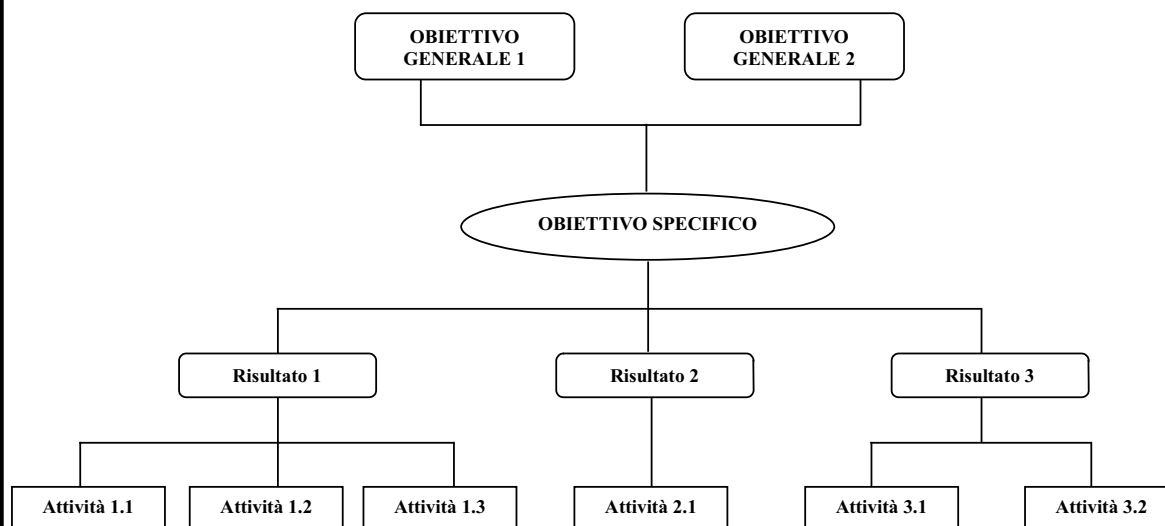 OBIETTIVO
GENERALE 1
OBIETTIVO
GENERALE 2
OBIETTIVO SPECIFICO
Risultato 1
Risultato 2
Risultato 3
Attività 1.1
Attività 1.2
Attività 1.3
Attività 2.1
Attività 3.1
Attività 3.2